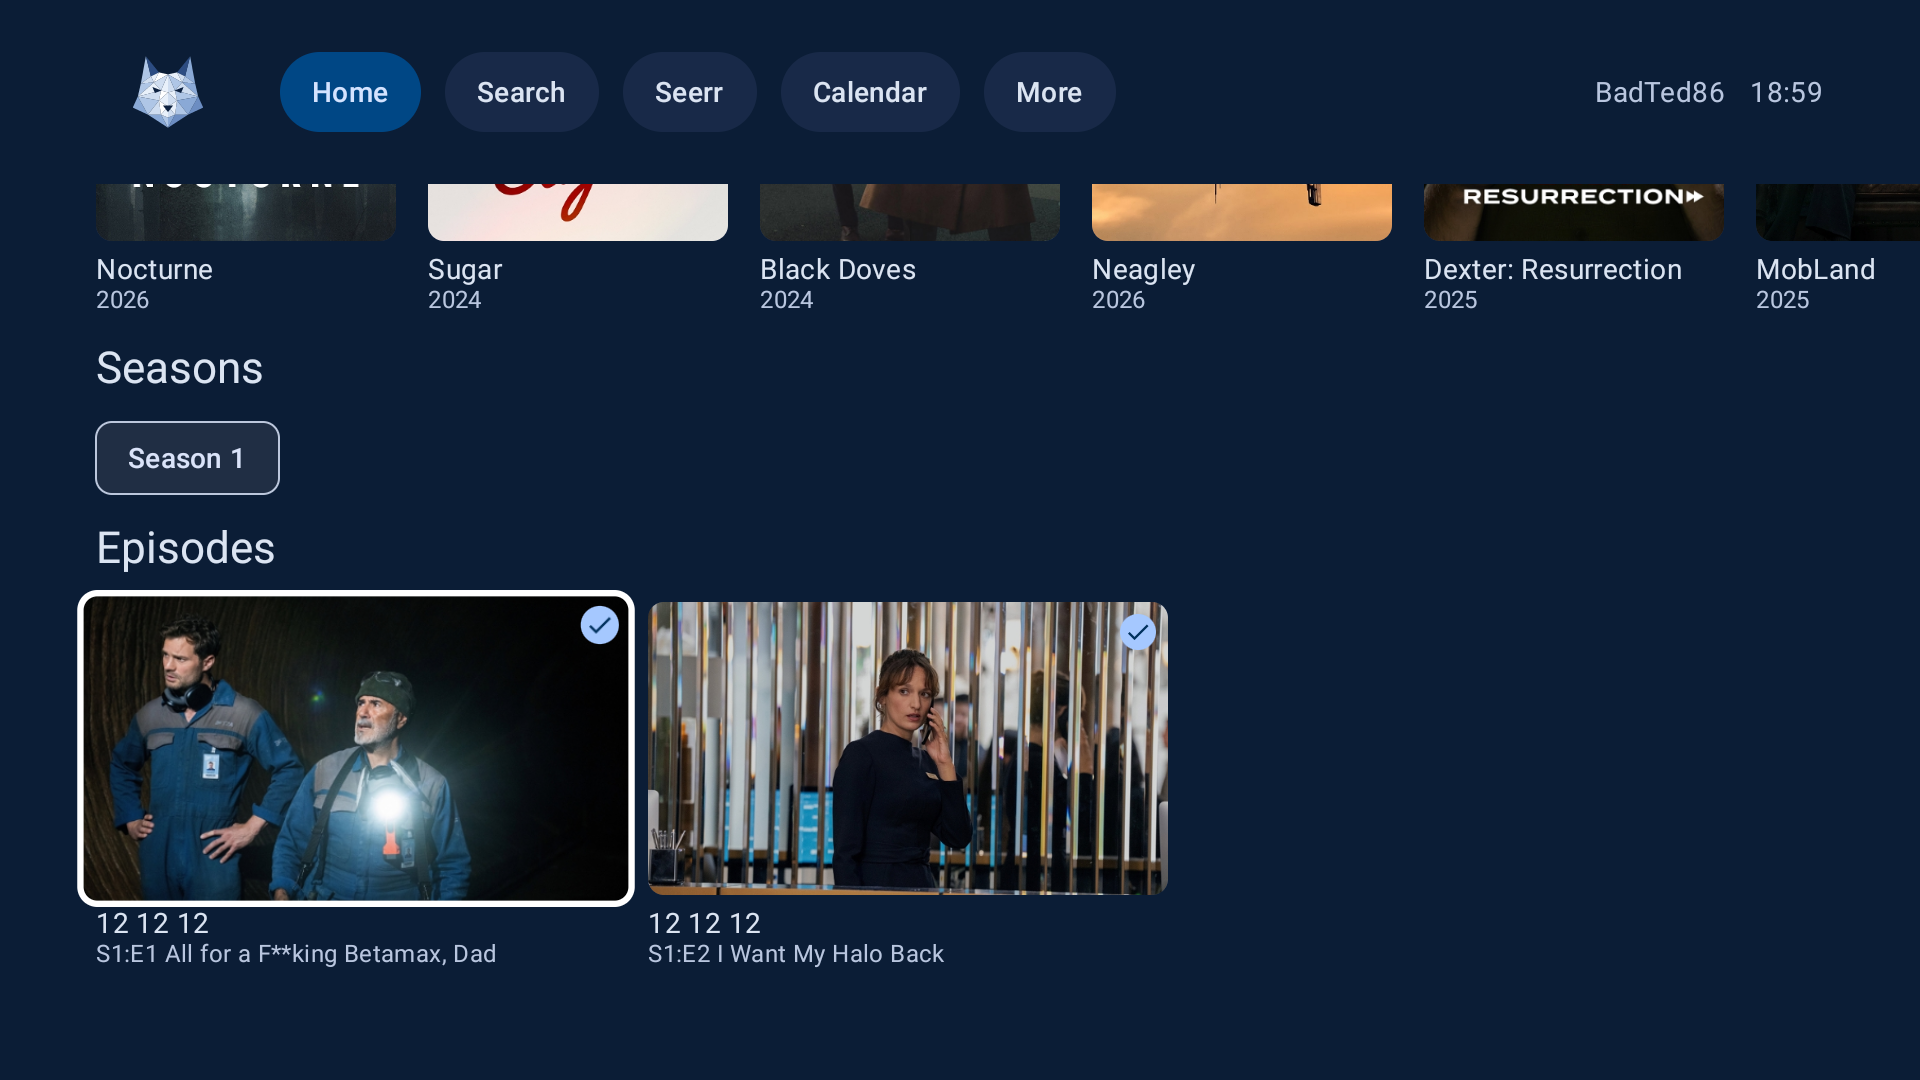 Home
Search
Seerr
Calendar
More
BadTed86 18:59
RESURRECTION
Nocturne
2026
Sugar
2024
Black Doves
2024
Neagley
2026
Dexter: Resurrection
2025
MobLand
2025
Seasons
Season 1
Episodes
12 12 12
S1:E1 All for a F**king Betamax, Dad
12 12 12
S1:E2 I Want My Halo Back